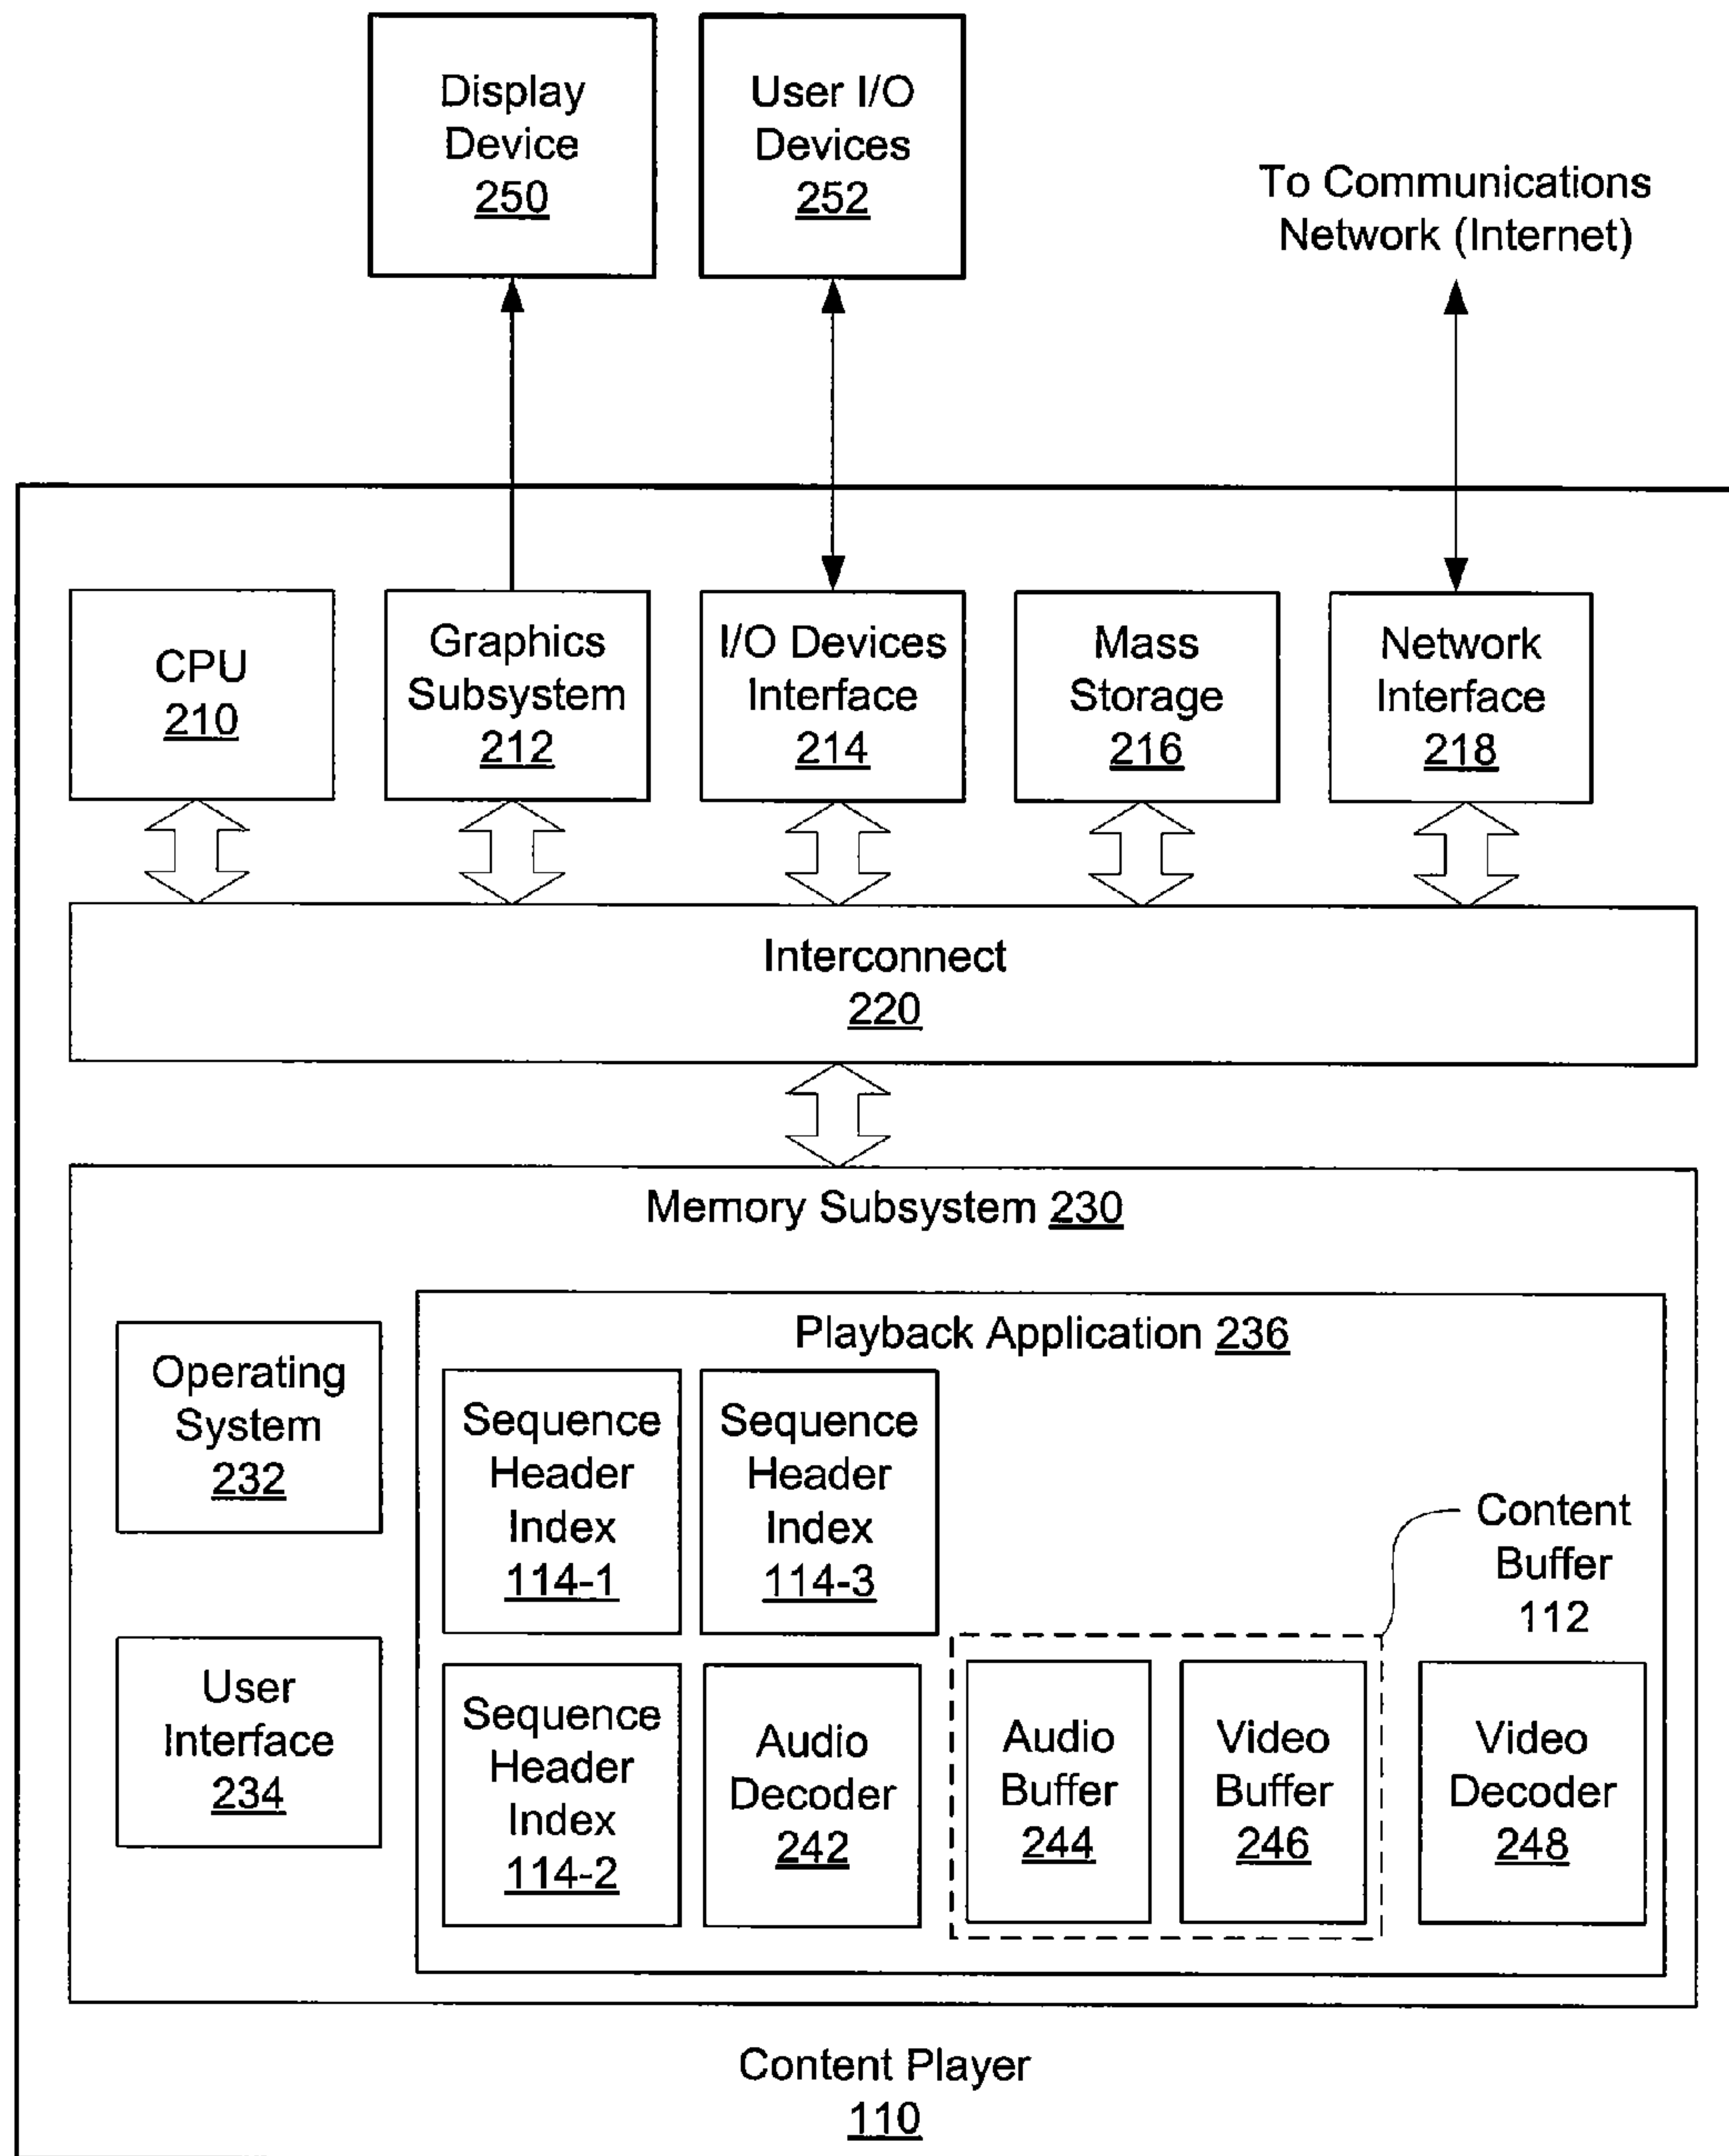 Display
Device
250
User I/O
Devices
252
To Communications
Network (Internet)
CPU
210
Graphics
Subsystem
212
I/O Devices
Interface
214
Mass
Storage
216
Network
Interface
218
Interconnect
220
Memory Subsystem 230
Operating
System
232
User
Interface
234
Playback Application 236
Sequence
Header
Index
114-1
Sequence
Header
Index
114-3
Content
Buffer
112
Sequence
Header
Index
114-2
Audio
Decoder
242
Audio
Buffer
244
Video
Buffer
246
Video
Decoder
248
Content Player
110